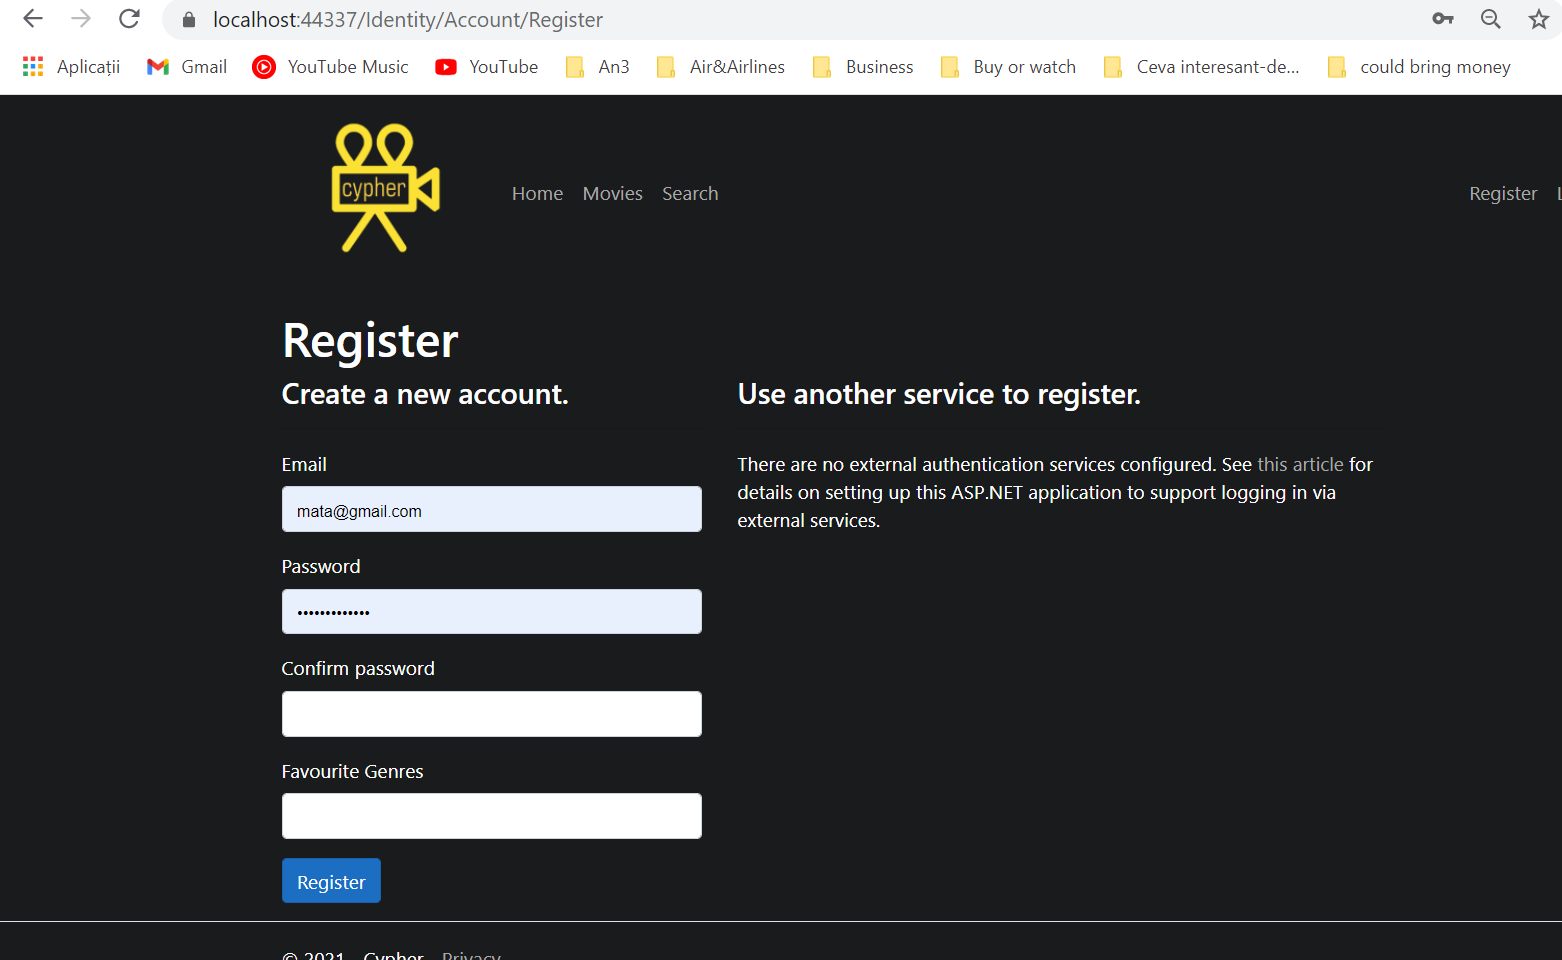 localhost:44337/Identity/Account/Register
Aplicații Gmail YouTube Music YouTube An3 Air&Airlines Business Buy or watch Ceva interesant-de... could bring money
cypher
Home Movies Search Register
Register
Create a new account.
Use another service to register.
Email
mata@gmail.com
There are no external authentication services configured. See this article for
details on setting up this ASP.NET application to support logging in via
external services.
Password
•••••••••••••
Confirm password
Favourite Genres
Register
© 2021 - Cypher - Privacy